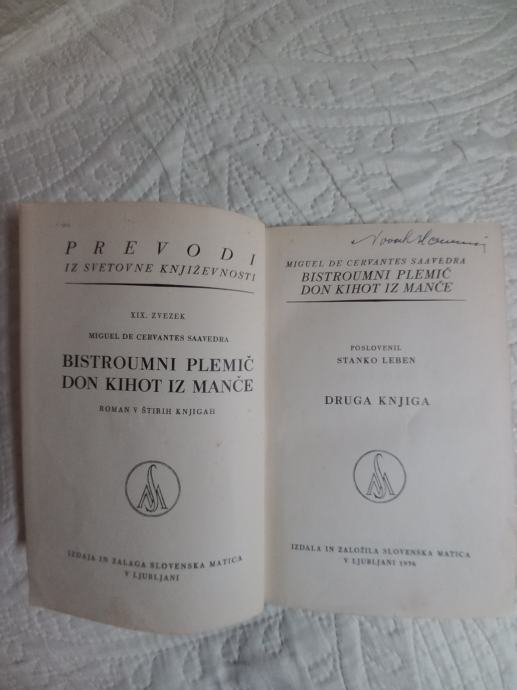 PREVODI
IZ SVETOVNE KNJIŽEVNOSTI
XIX. ZVEZEK
MIGUEL DE CERVANTES SAAVEDRA
BISTROUMNI PLEMIČ
DON KIHOT IZ MANČE
ROMAN V ŠTIRIH KNJIGAH
IZDAJA IN ZALAGA SLOVENSKA MATICA
V LJUBLJANI
MIGUEL DE CERVANTES SAAVEDRA
BISTROUMNI PLEMIČ
DON KIHOT IZ MANČE
POSLOVENIL
STANKO LEBEN
DRUGA KNJIGA
IZDALA IN ZALOŽILA SLOVENSKA MATICA
V LJUBLJANI 1936